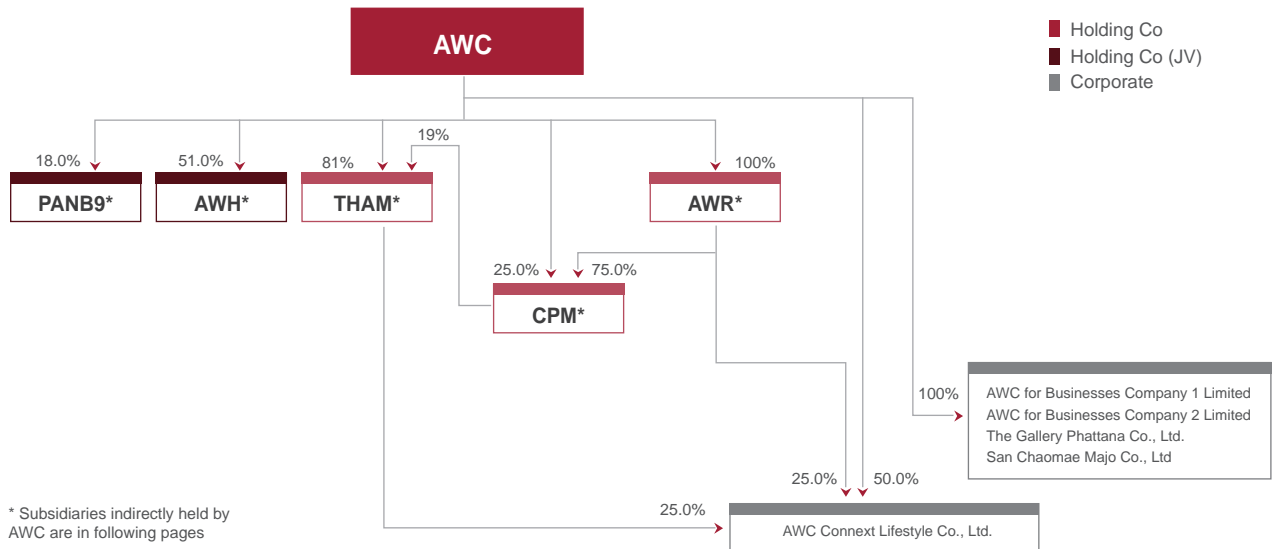 AWC
Holding Co
Holding Co (JV)
Corporate
19%
18.0%
51.0%
81%
100%
PANB9*
AWH*
THAM*
AWR*
25.0%
75.0%
CPM*
100%
AWC for Businesses Company 1 Limited
AWC for Businesses Company 2 Limited
The Gallery Phattana Co., Ltd.
San Chaomae Majo Co., Ltd
25.0%
50.0%
25.0%
AWC Connext Lifestyle Co., Ltd.
* Subsidiaries indirectly held by
AWC are in following pages